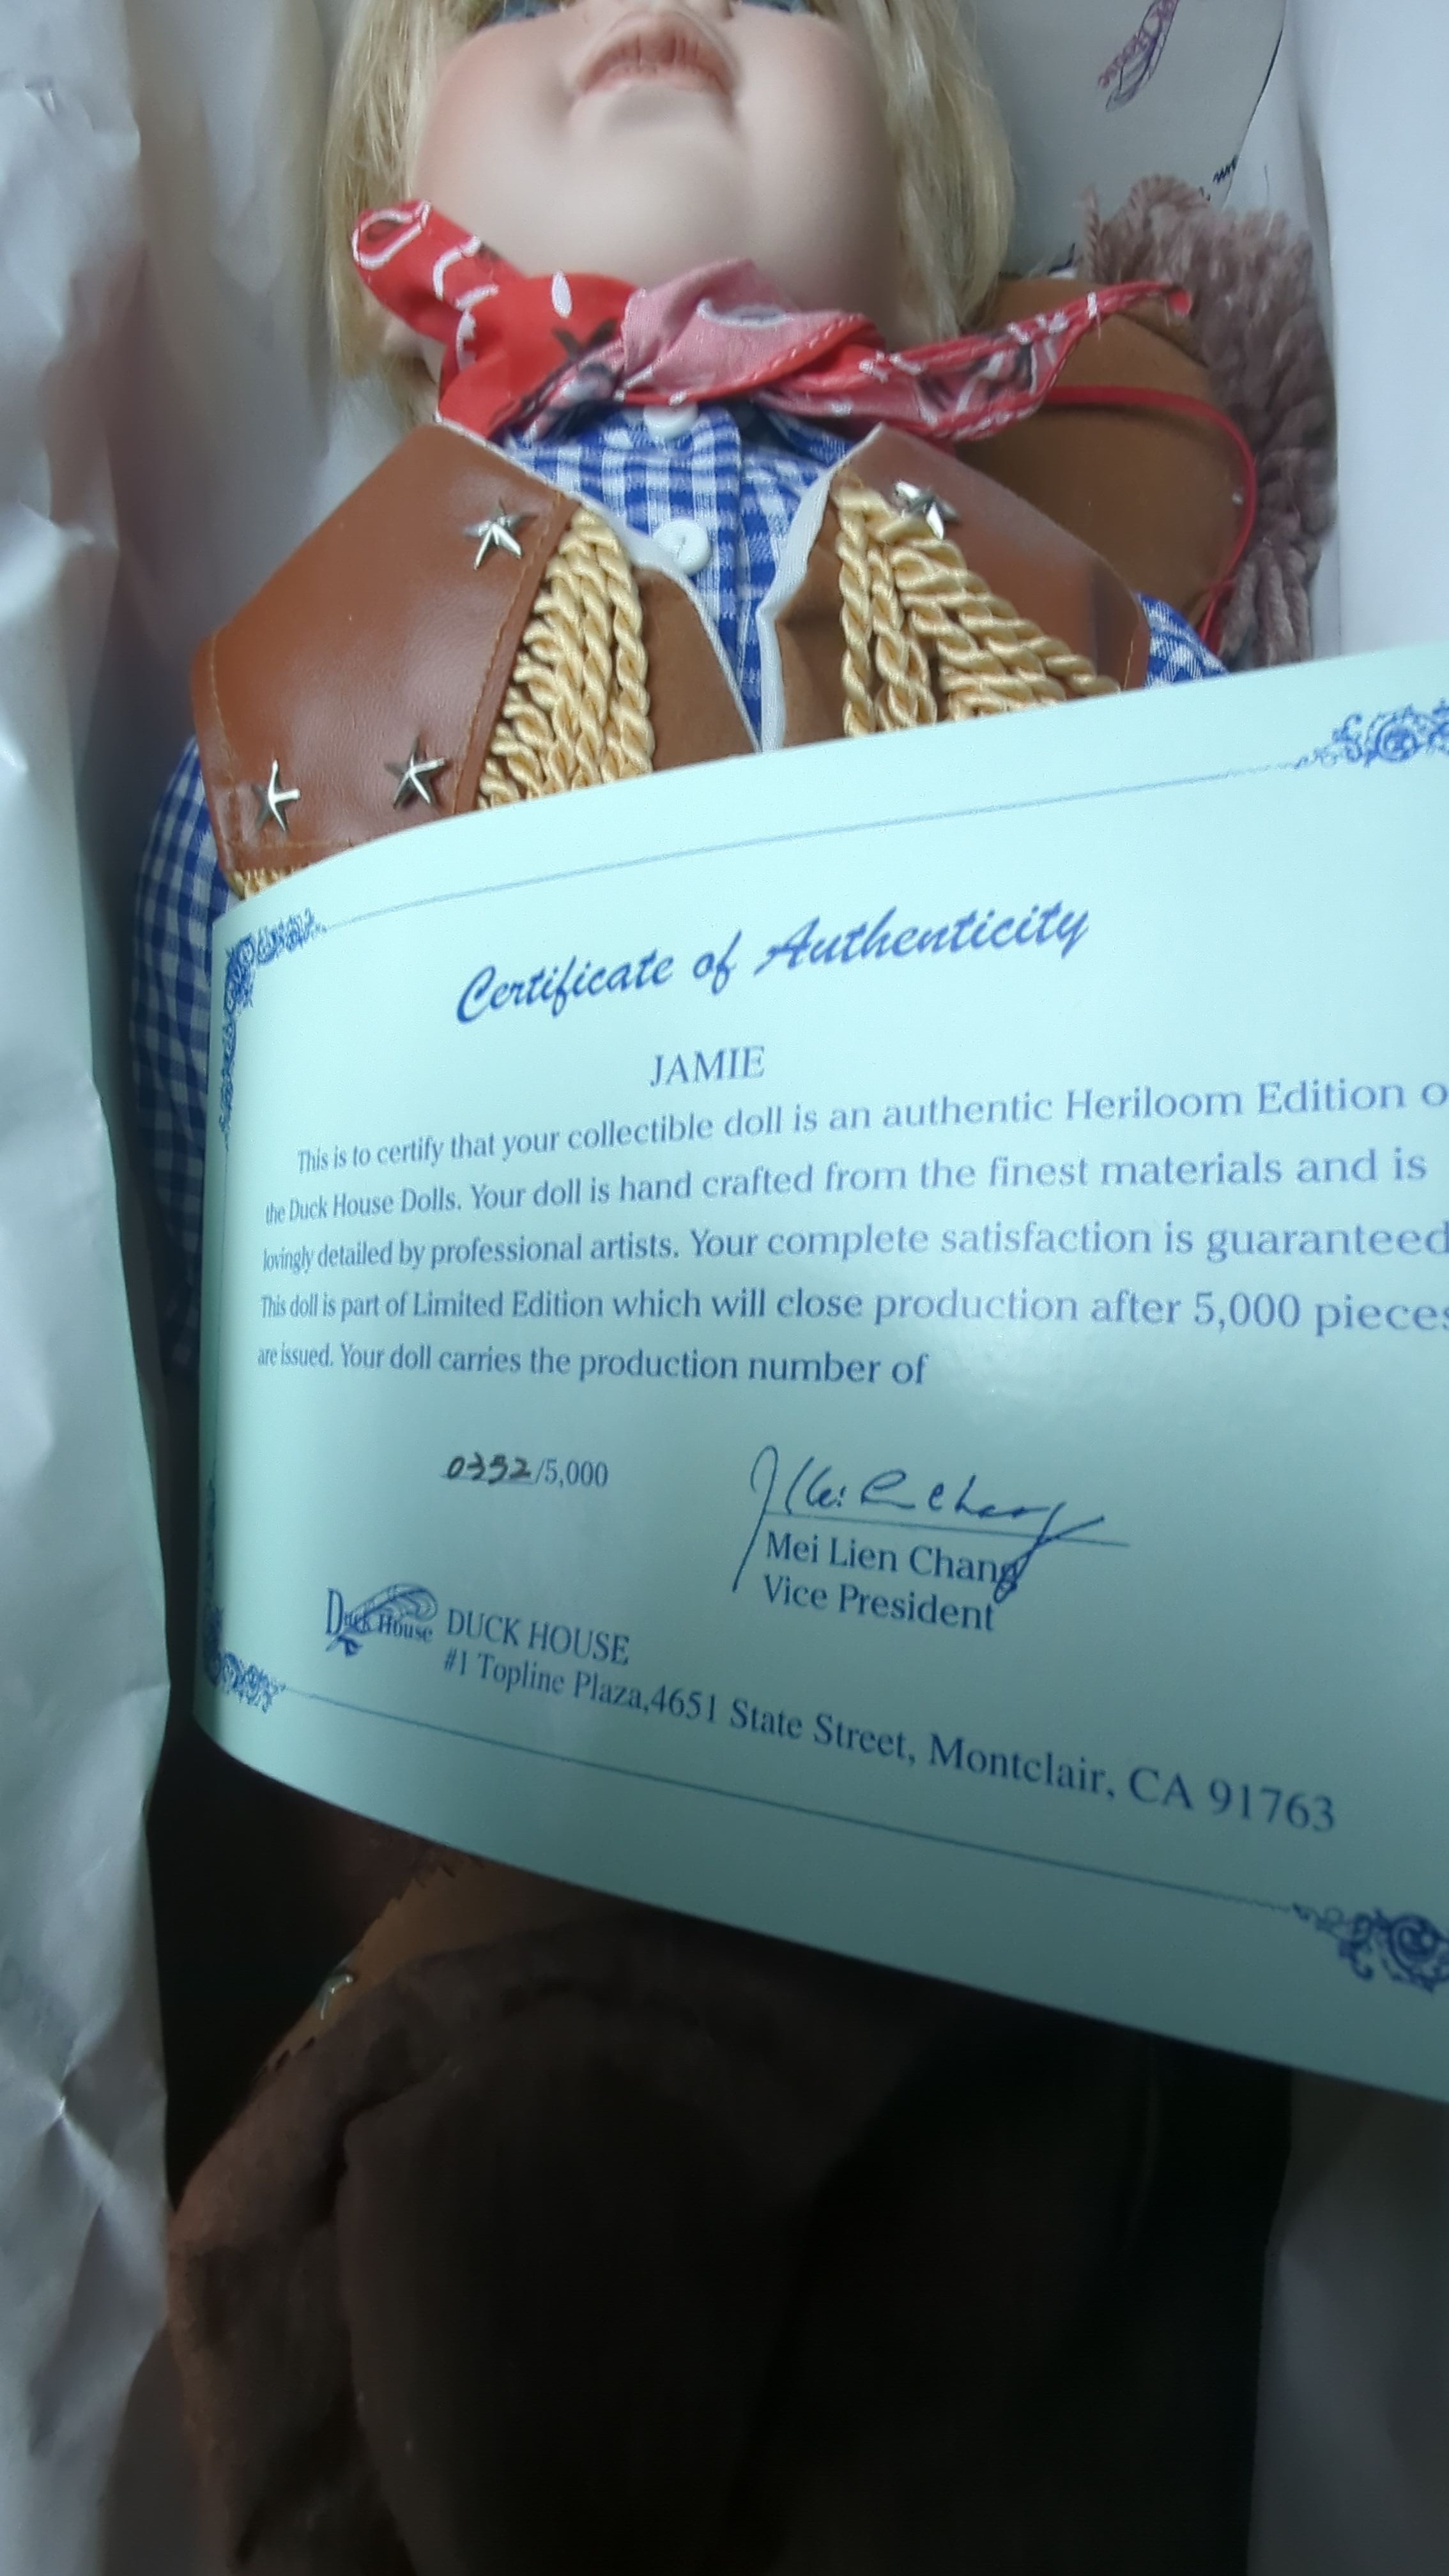 House
Certificate of Authenticity
JAMIE
This is to certify that your collectible doll is an authentic Heriloom Edition o
the Duck House Dolls. Your doll is hand crafted from the finest materials and is
lovingly detailed by professional artists. Your complete satisfaction is guaranteed
This doll is part of Limited Edition which will close production after 5,000 pieces
are issued. Your doll carries the production number of
0352/5,000
Mei Lien Chang
Vice President
Duck House DUCK HOUSE
#1 Topline Plaza,4651 State Street, Montclair, CA 91763